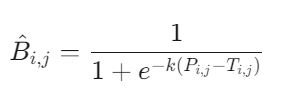 $\hat{B}_{i,j} = \frac{1}{1 + e^{-k(P_{i,j} - T_{i,j})}}$